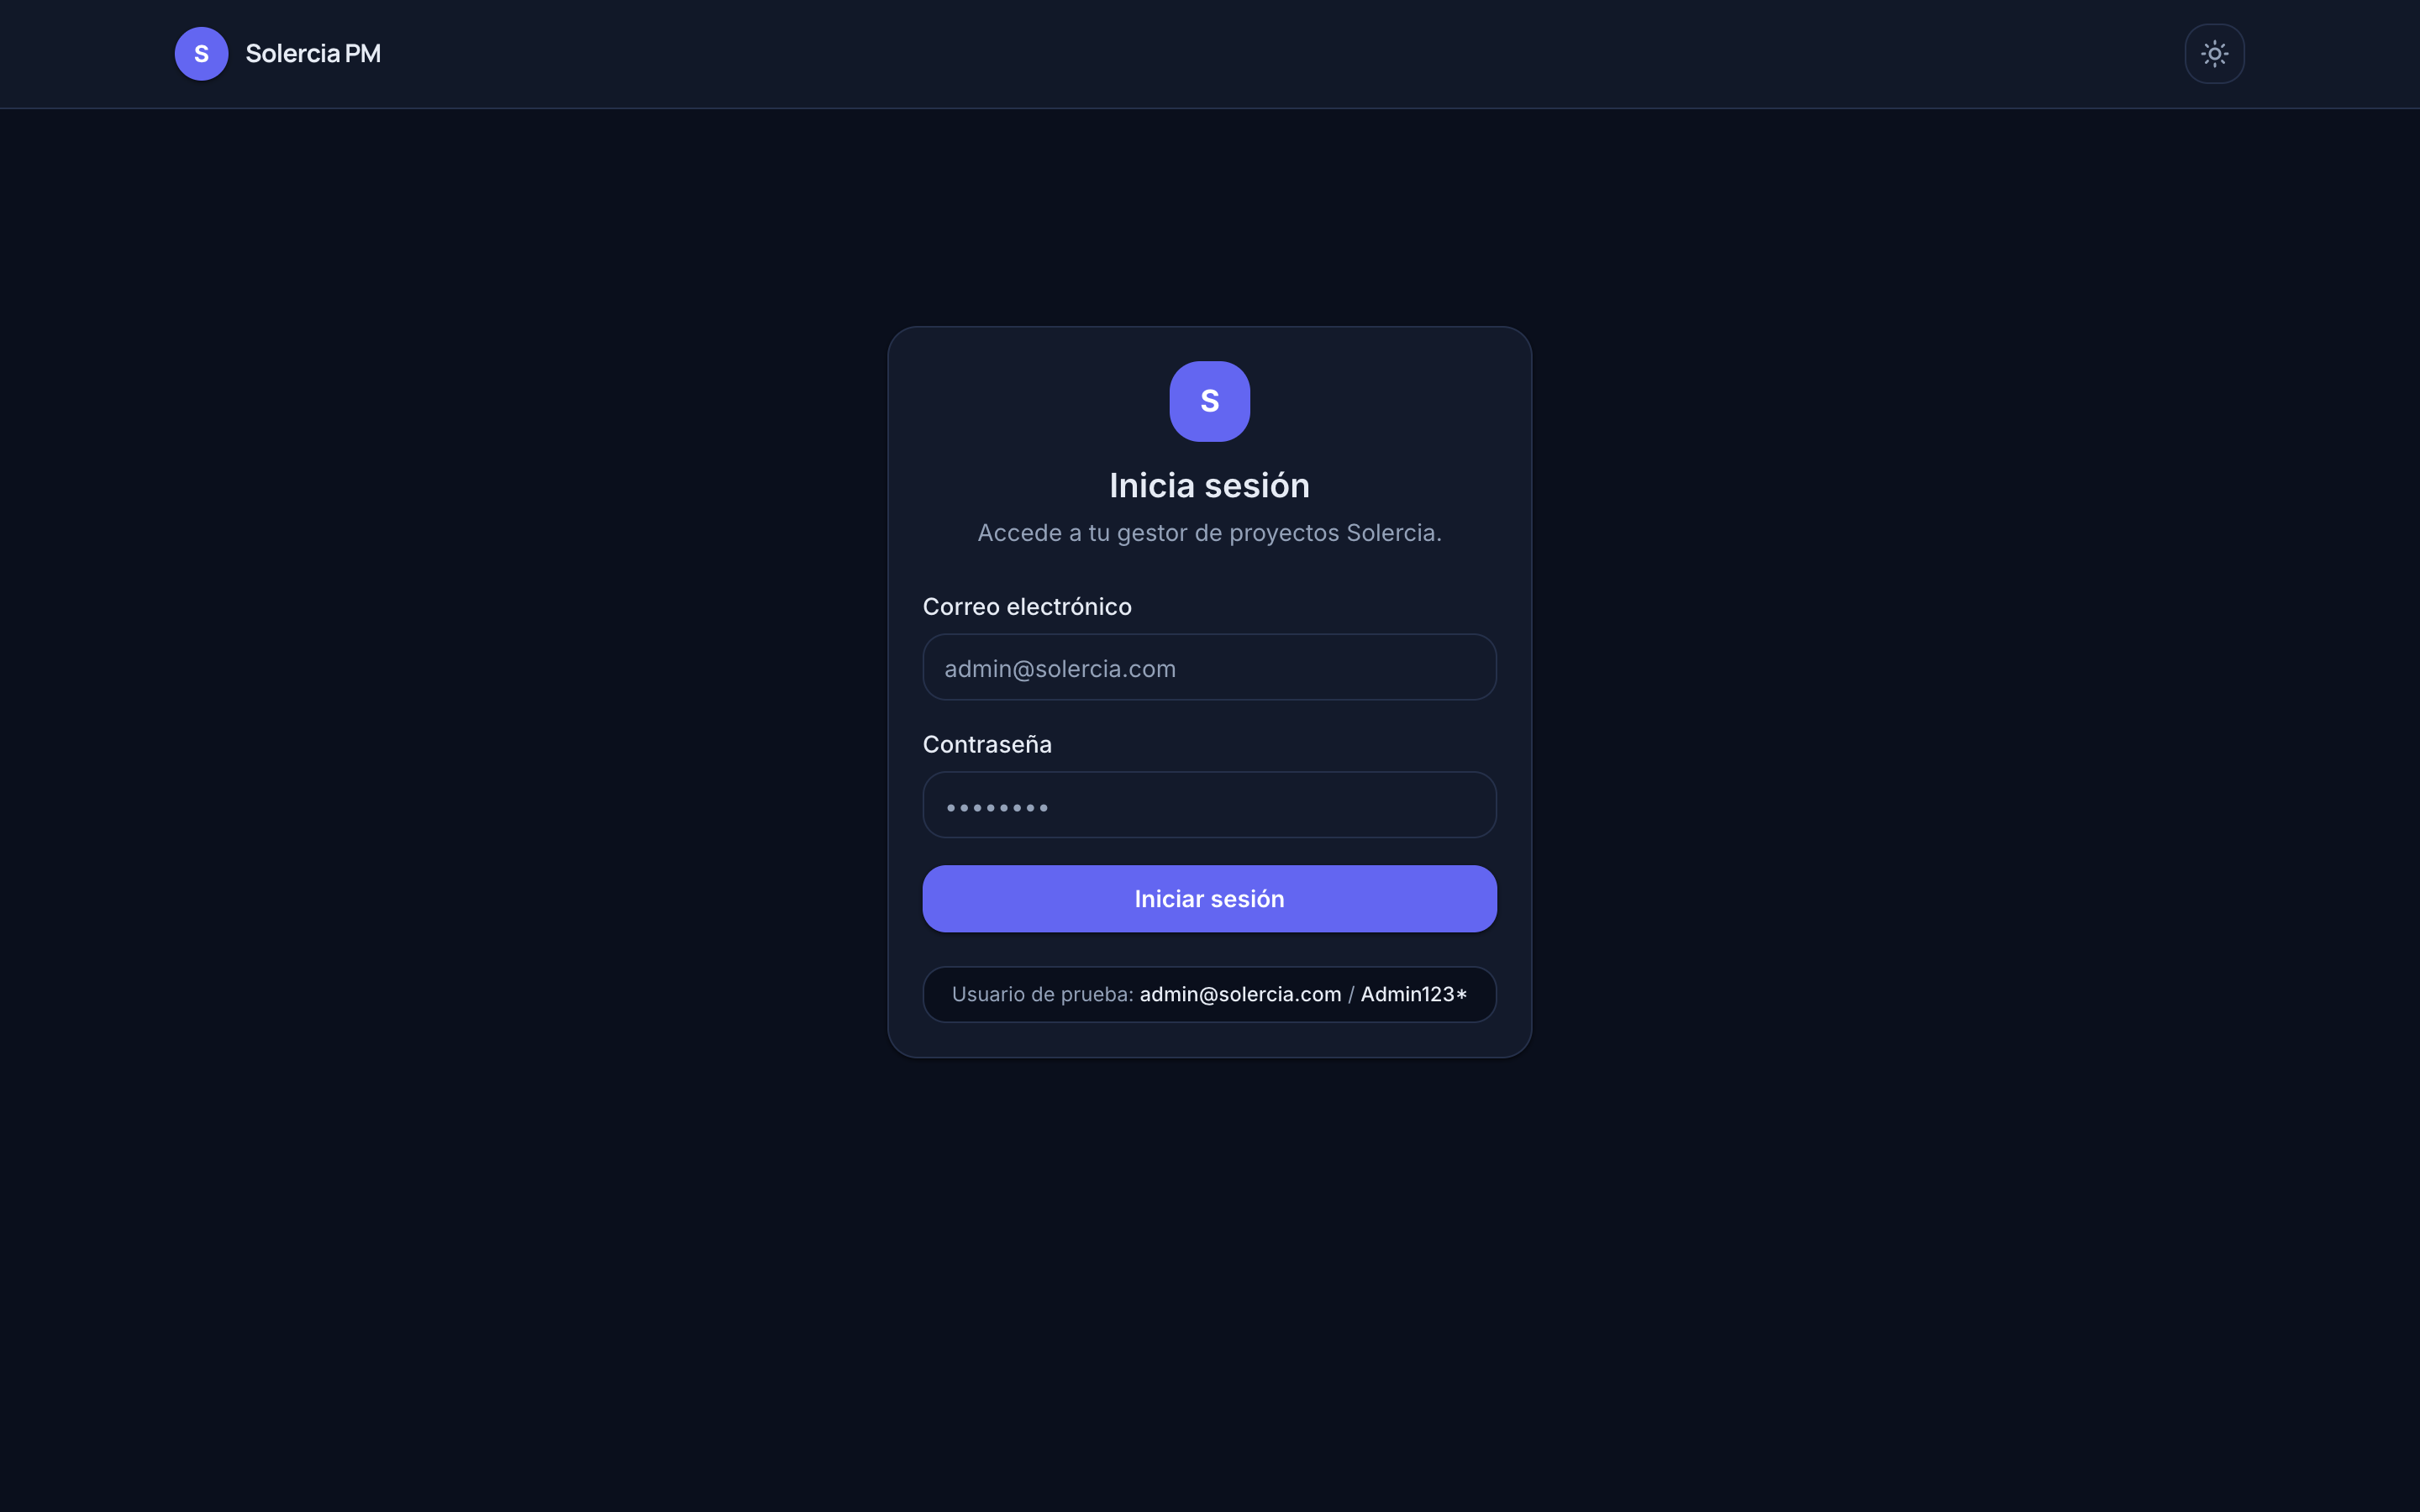 S Solercia PM
S
Inicia sesión
Accede a tu gestor de proyectos Solercia.
Correo electrónico
admin@solercia.com
Contraseña
••••••••
Iniciar sesión
Usuario de prueba: admin@solercia.com / Admin123*